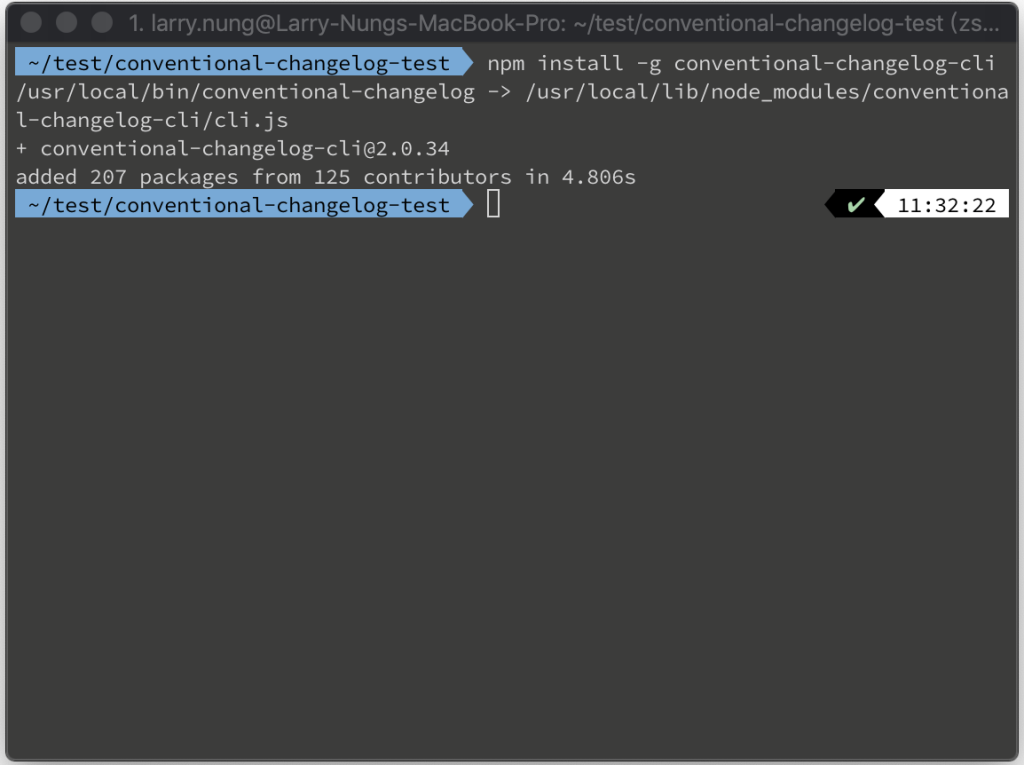 1. larry.nung@Larry-Nungs-MacBook-Pro: ~/test/conventional-changelog-test (zs...
~/test/conventional-changelog-test npm install -g conventional-changelog-cli
/usr/local/bin/conventional-changelog -> /usr/local/lib/node_modules/conventiona
l-changelog-cli/cli.js
+ conventional-changelog-cli@2.0.34
added 207 packages from 125 contributors in 4.806s
~/test/conventional-changelog-test ✔ 11:32:22